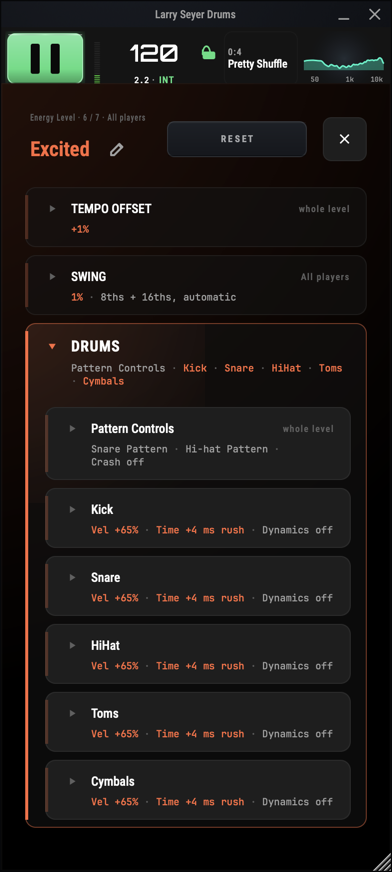 Larry Seyer Drums
120
2.2 · INT
0:4
Pretty Shuffle
50 1k 10k
Energy Level · 6 / 7 · All players
Excited
RESET
TEMPO OFFSET whole level
+1%
SWING All players
1% · 8ths + 16ths, automatic
DRUMS
Pattern Controls · Kick · Snare · HiHat · Toms
· Cymbals
Pattern Controls whole level
Snare Pattern · Hi-hat Pattern ·
Crash off
Kick
Vel +65% · Time +4 ms rush · Dynamics off
Snare
Vel +65% · Time +4 ms rush · Dynamics off
HiHat
Vel +65% · Time +4 ms rush · Dynamics off
Toms
Vel +65% · Time +4 ms rush · Dynamics off
Cymbals
Vel +65% · Time +4 ms rush · Dynamics off